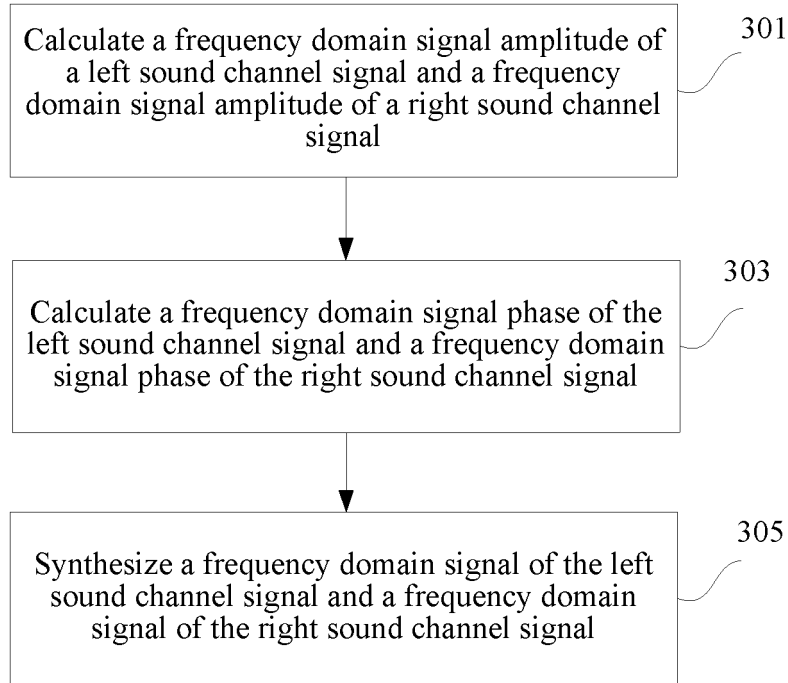 Calculate a frequency domain signal amplitude of
a left sound channel signal and a frequency
domain signal amplitude of a right sound channel
signal
301
Calculate a frequency domain signal phase of the
left sound channel signal and a frequency domain
signal phase of the right sound channel signal
303
Synthesize a frequency domain signal of the left
sound channel signal and a frequency domain
signal of the right sound channel signal
305